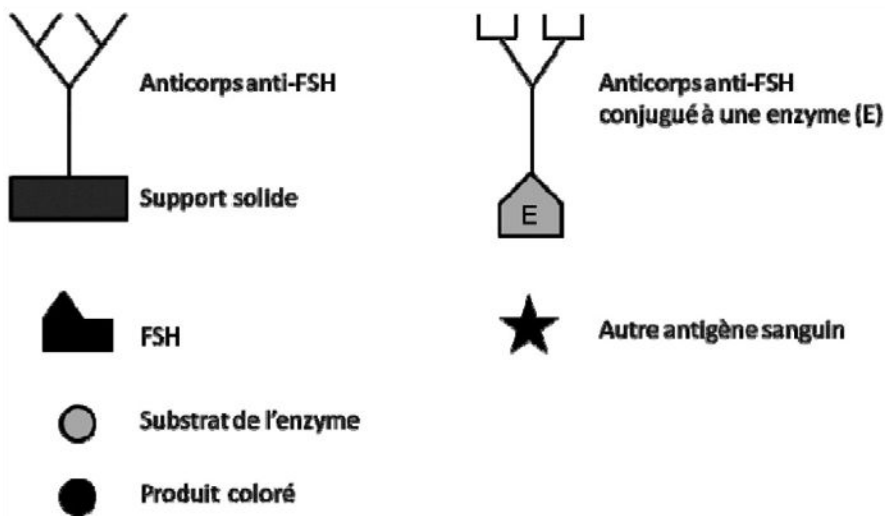 Anticorps anti-FSH
Support solide
FSH
Substrat de l'enzyme
Produit coloré
Anticorps anti-FSH
conjugué à une enzyme (E)
E
Autre antigène sanguin